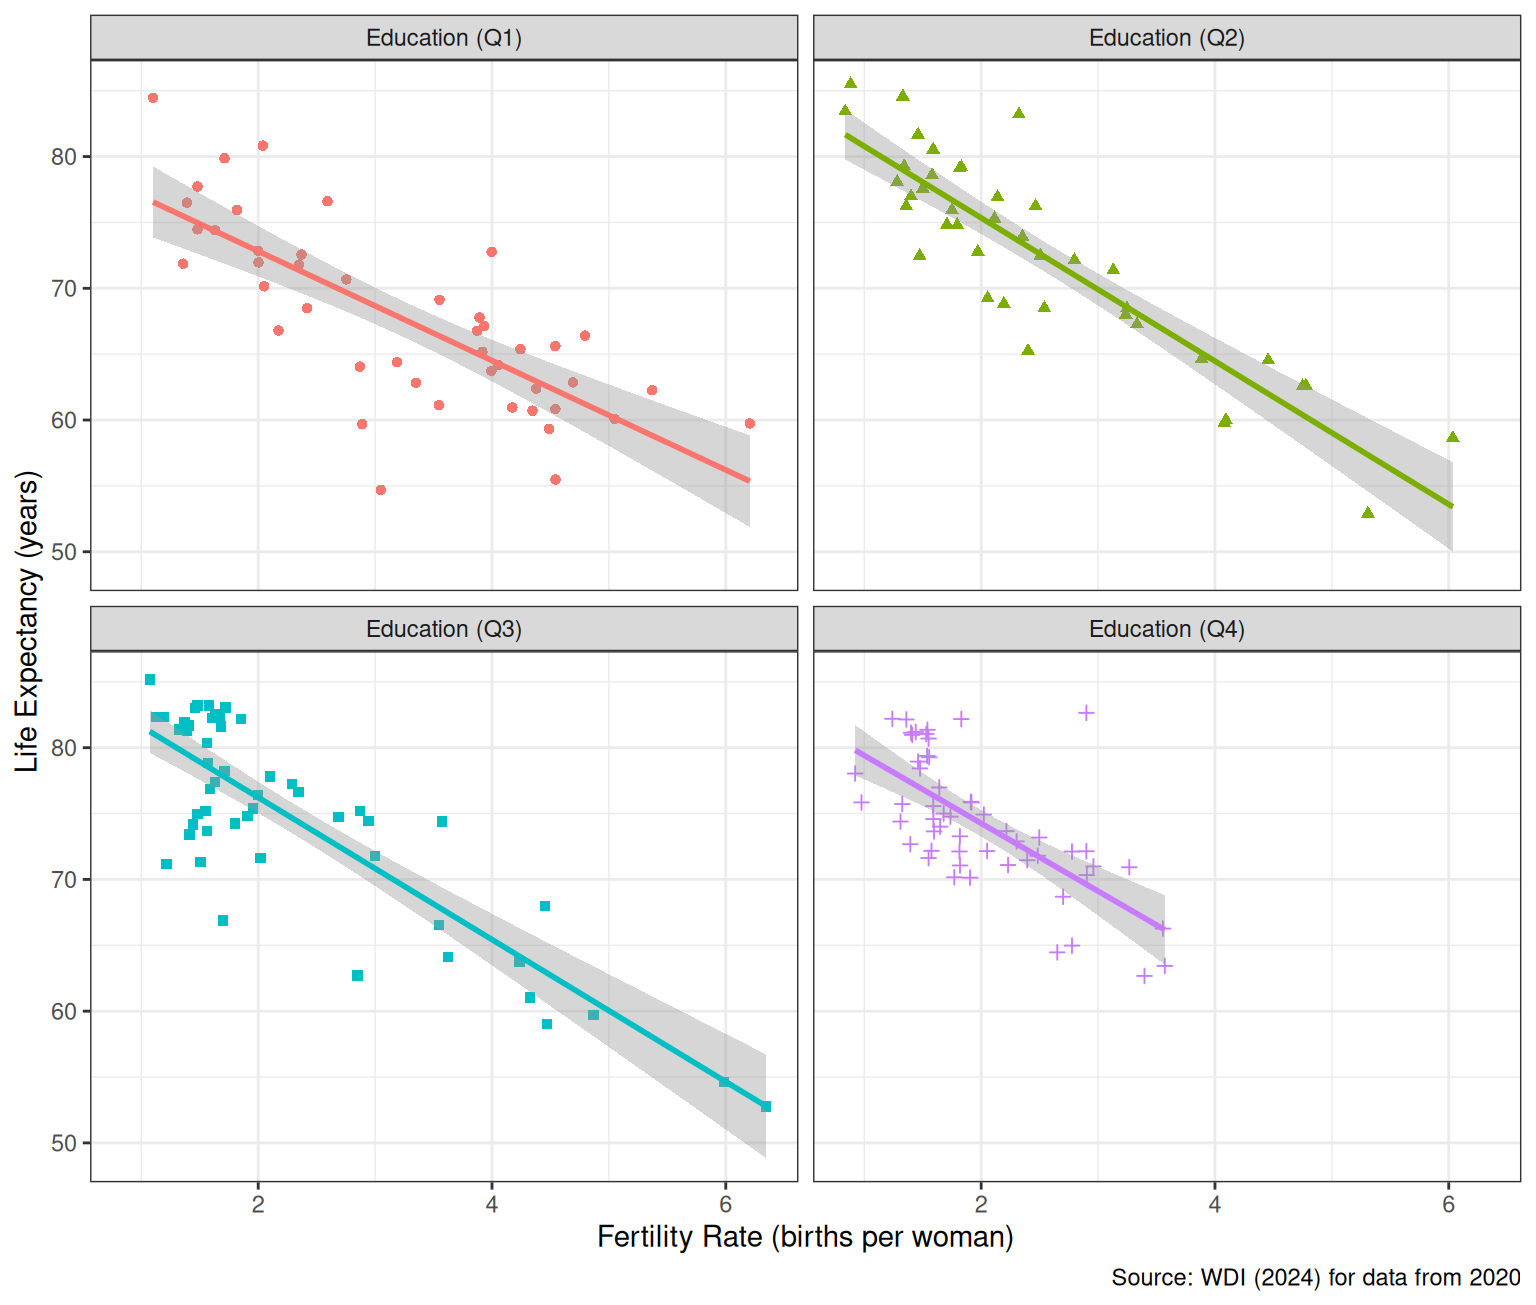 Education (Q1)
Education (Q2)
80
70
60
50
Education (Q3)
Education (Q4)
80
70
60
50
2
4
6
2
4
6
Life Expectancy (years)
Fertility Rate (births per woman)
Source: WDI (2024) for data from 2020